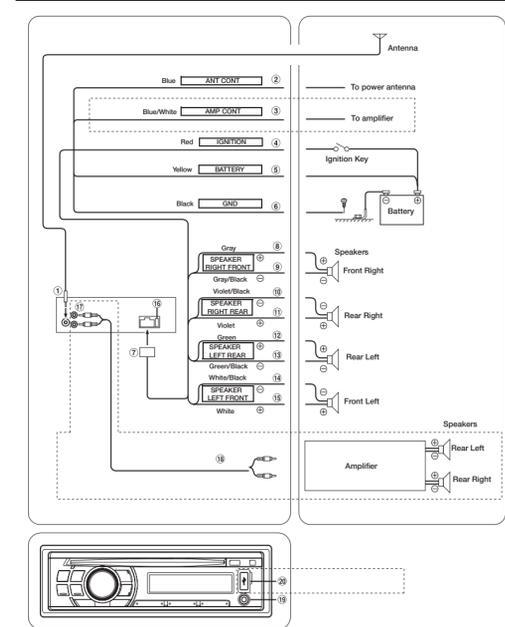 Antenna
Blue ANT CONT ② To power antenna
Blue/White AMP CONT ③ To amplifier
Red IGNITION ④
Ignition Key
Yellow BATTERY ⑤
Black GND ⑥
⊖ ⊕
Battery
Gray ⑧ Speakers
SPEAKER
RIGHT FRONT ⊕ ⊖
⑨ ⊕ ⊖ Front Right
Gray/Black
Violet/Black ⑩
SPEAKER
RIGHT REAR ⊖ ⊕
⑪ ⊖ ⊕ Rear Right
Violet
Green ⑫
SPEAKER
LEFT REAR ⊕ ⊖
⑬ ⊕ ⊖ Rear Left
Green/Black
White/Black ⑭
SPEAKER
LEFT FRONT ⊖ ⊕
⑮ ⊖ ⊕ Front Left
White
① ⑰ ⑯
⑦
Speakers
⑱ Amplifier
⊕ ⊖ Rear Left
⊕ ⊖ Rear Right
⑳
⑲